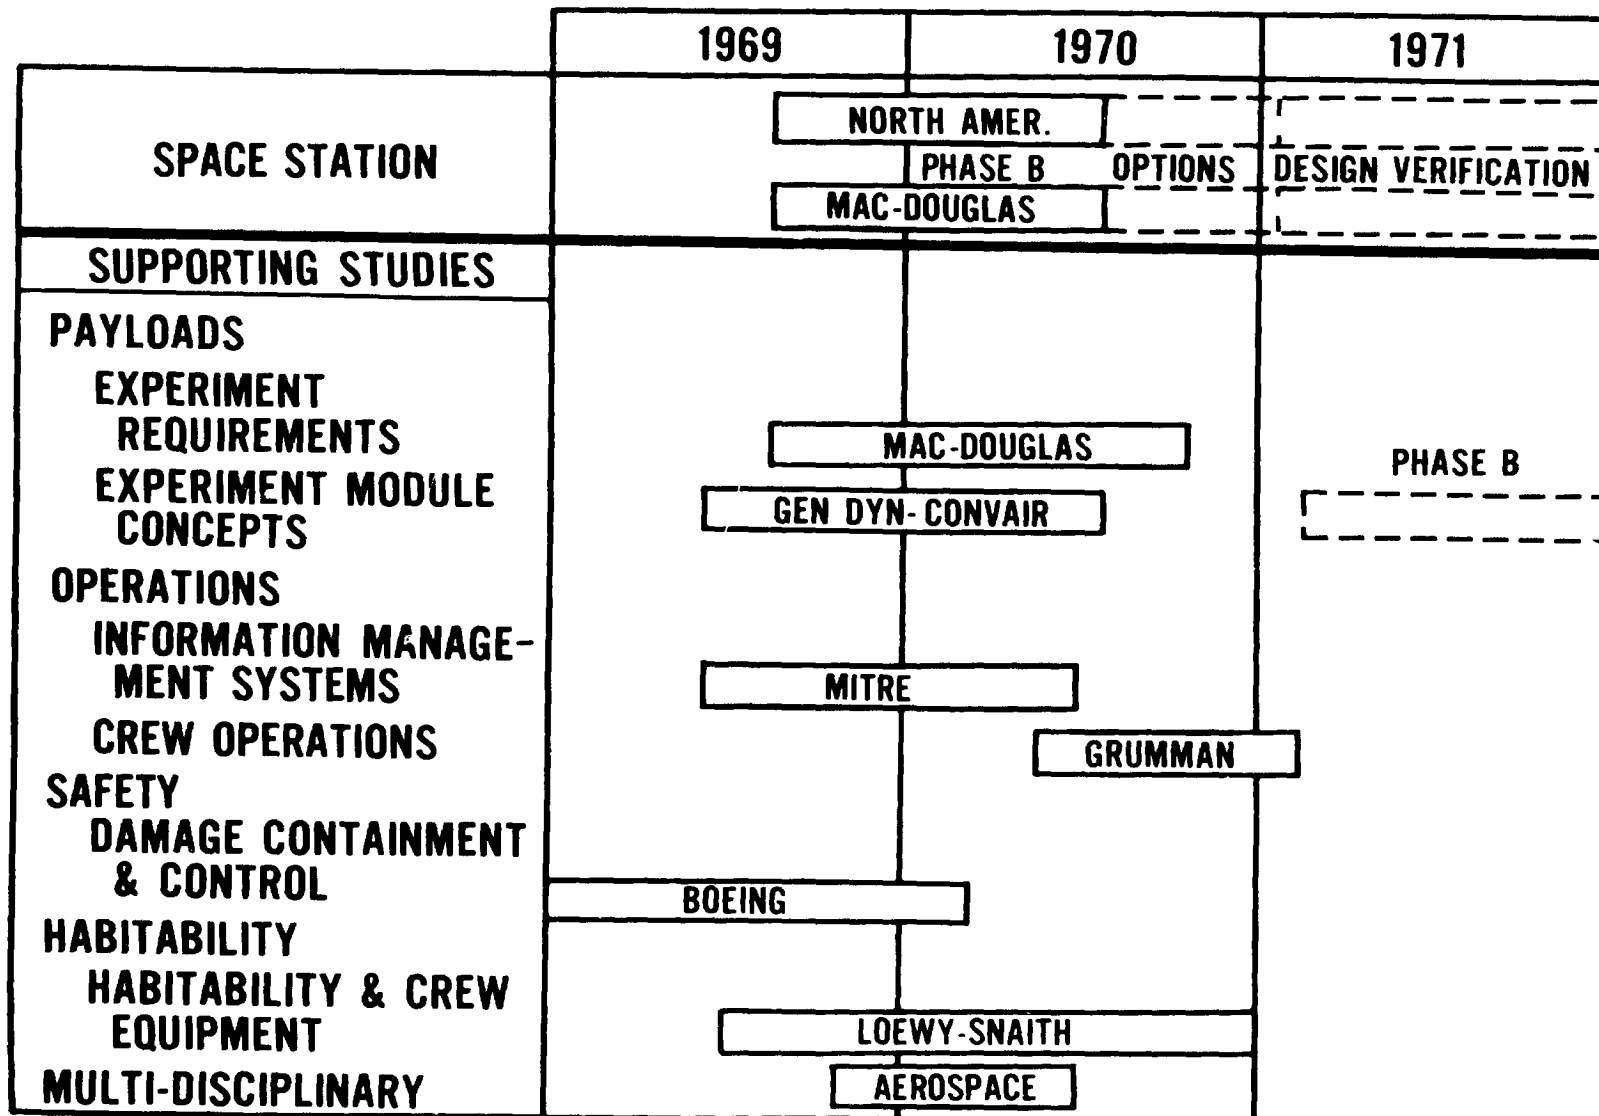 1969 1970 1971
NORTH AMER.
SPACE STATION PHASE B OPTIONS DESIGN VERIFICATION
MAC-DOUGLAS
SUPPORTING STUDIES
PAYLOADS
EXPERIMENT
REQUIREMENTS MAC-DOUGLAS
PHASE B
EXPERIMENT MODULE
CONCEPTS GEN DYN-CONVAIR
OPERATIONS
INFORMATION MANAGE-
MENT SYSTEMS MITRE
CREW OPERATIONS GRUMMAN
SAFETY
DAMAGE CONTAINMENT
& CONTROL BOEING
HABITABILITY
HABITABILITY & CREW
EQUIPMENT LOEWY-SNAITH
MULTI-DISCIPLINARY AEROSPACE